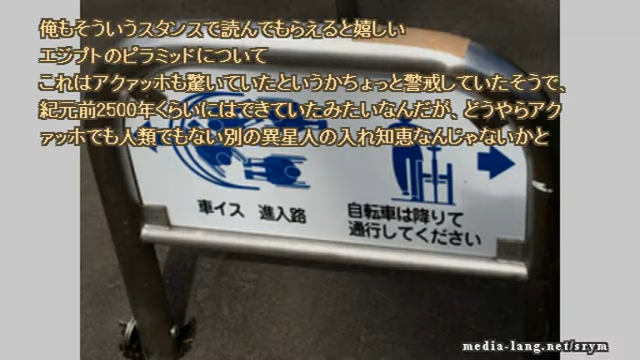 俺もそういうスタンスで読んでもらえると嬉しい
エジプトのピラミッドについて
これはアクァッホも驚いていたというかちょっと警戒していたそうで、
紀元前2500年くらいにはできていたみたいなんだが、どうやらアク
ァッホでも人類でもない別の異星人の入れ知恵なんじゃないかと
車イス 進入路
自転車は降りて
通行してください
media-lang.net/srym